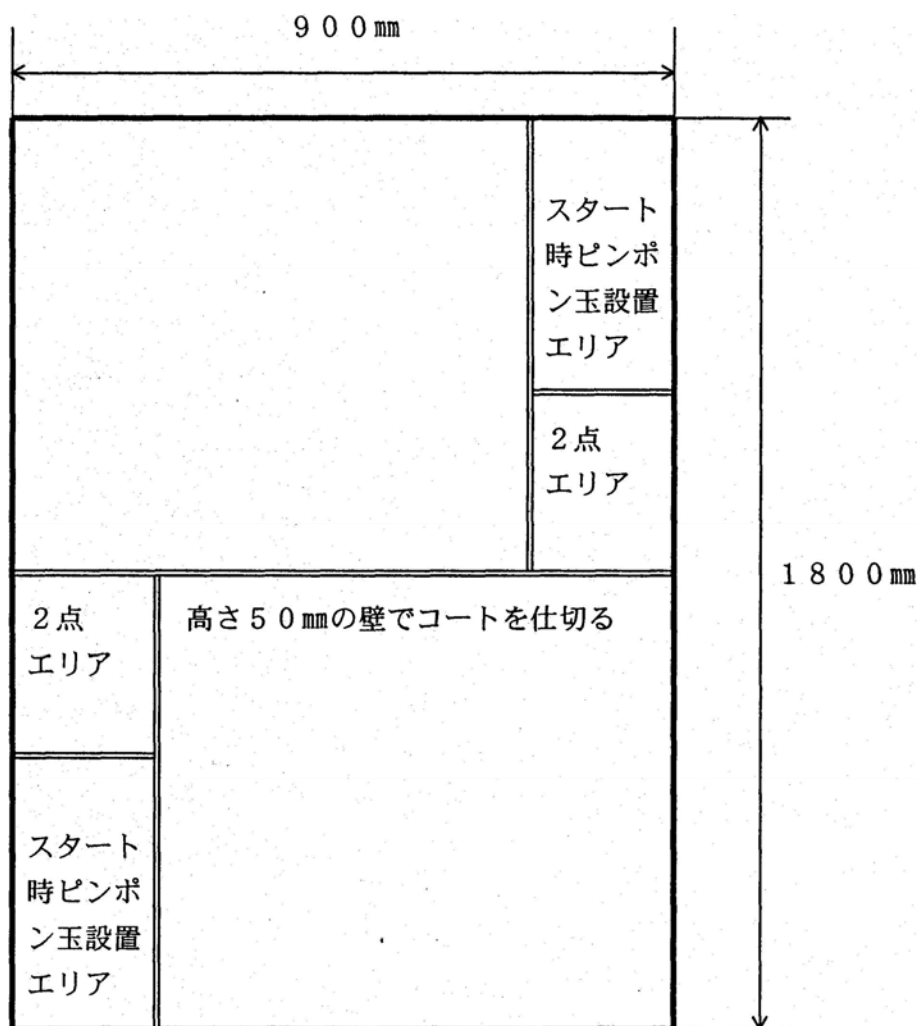 ９００㎜
スタート
時ピンポ
ン玉設置
エリア
２点
エリア
１８００㎜
２点
エリア
高さ５０㎜の壁でコートを仕切る
スタート
時ピンポ
ン玉設置
エリア